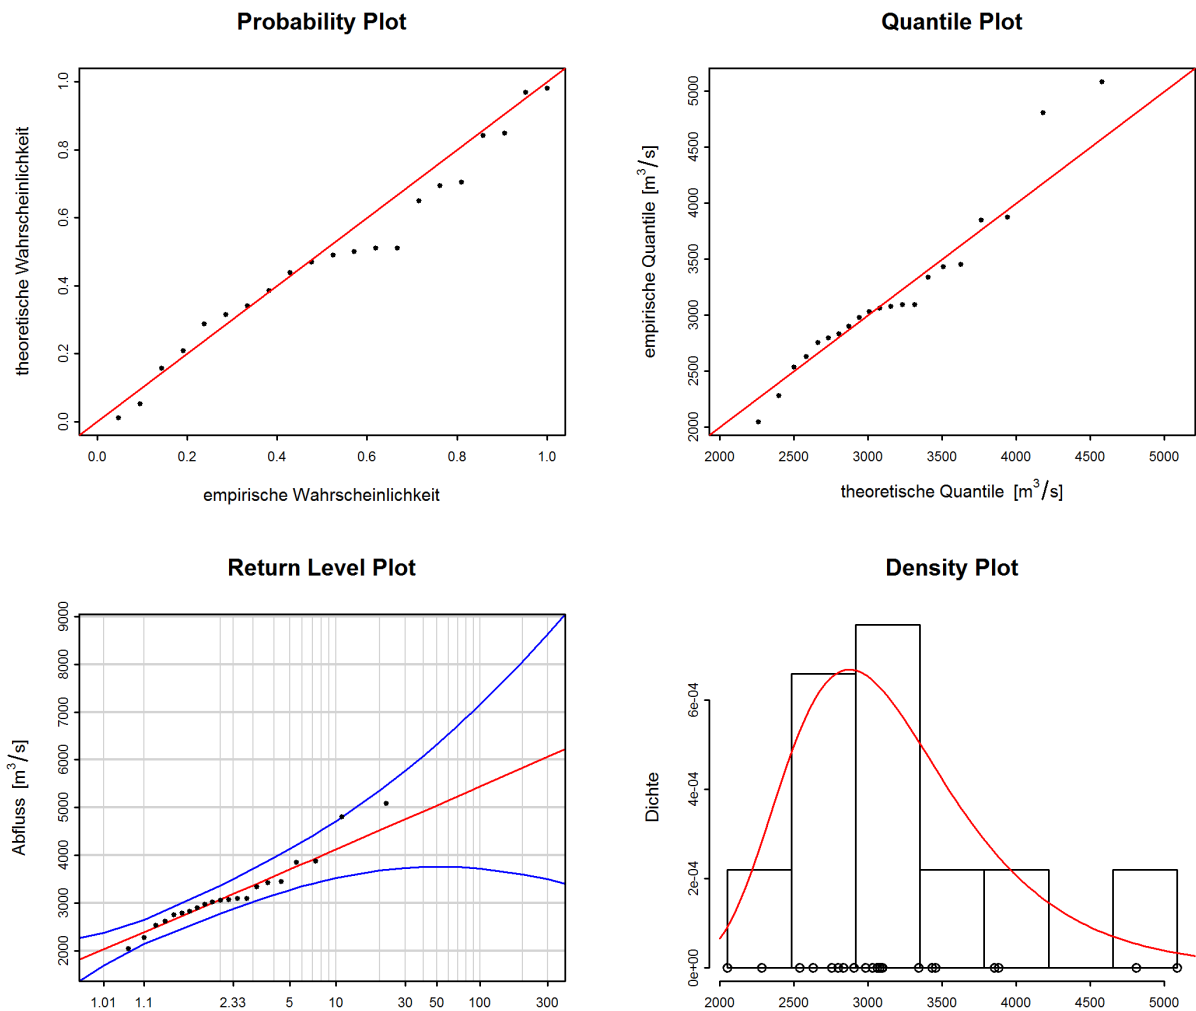 Probability Plot
theoretische Wahrscheinlichkeit
0.0 0.2 0.4 0.6 0.8 1.0
0.0 0.2 0.4 0.6 0.8 1.0
empirische Wahrscheinlichkeit
Quantile Plot
empirische Quantile [m³/s]
2000 2500 3000 3500 4000 4500 5000
2000 2500 3000 3500 4000 4500 5000
theoretische Quantile [m³/s]
Return Level Plot
Abfluss [m³/s]
2000 3000 4000 5000 6000 7000 8000 9000
1.01 1.1 2.33 5 10 30 50 100 300
Density Plot
Dichte
0e+00 2e-04 4e-04 6e-04
2000 2500 3000 3500 4000 4500 5000